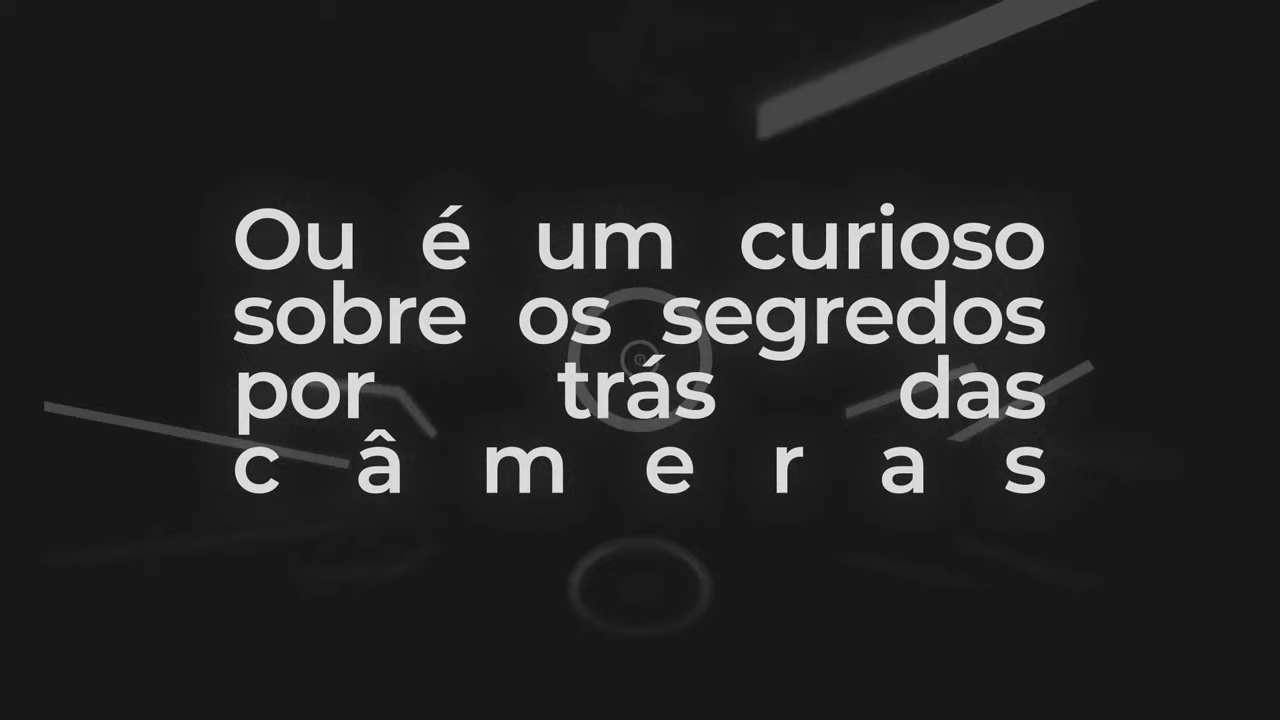 Ou é um curioso
sobre os segredos
por trás das
câmeras